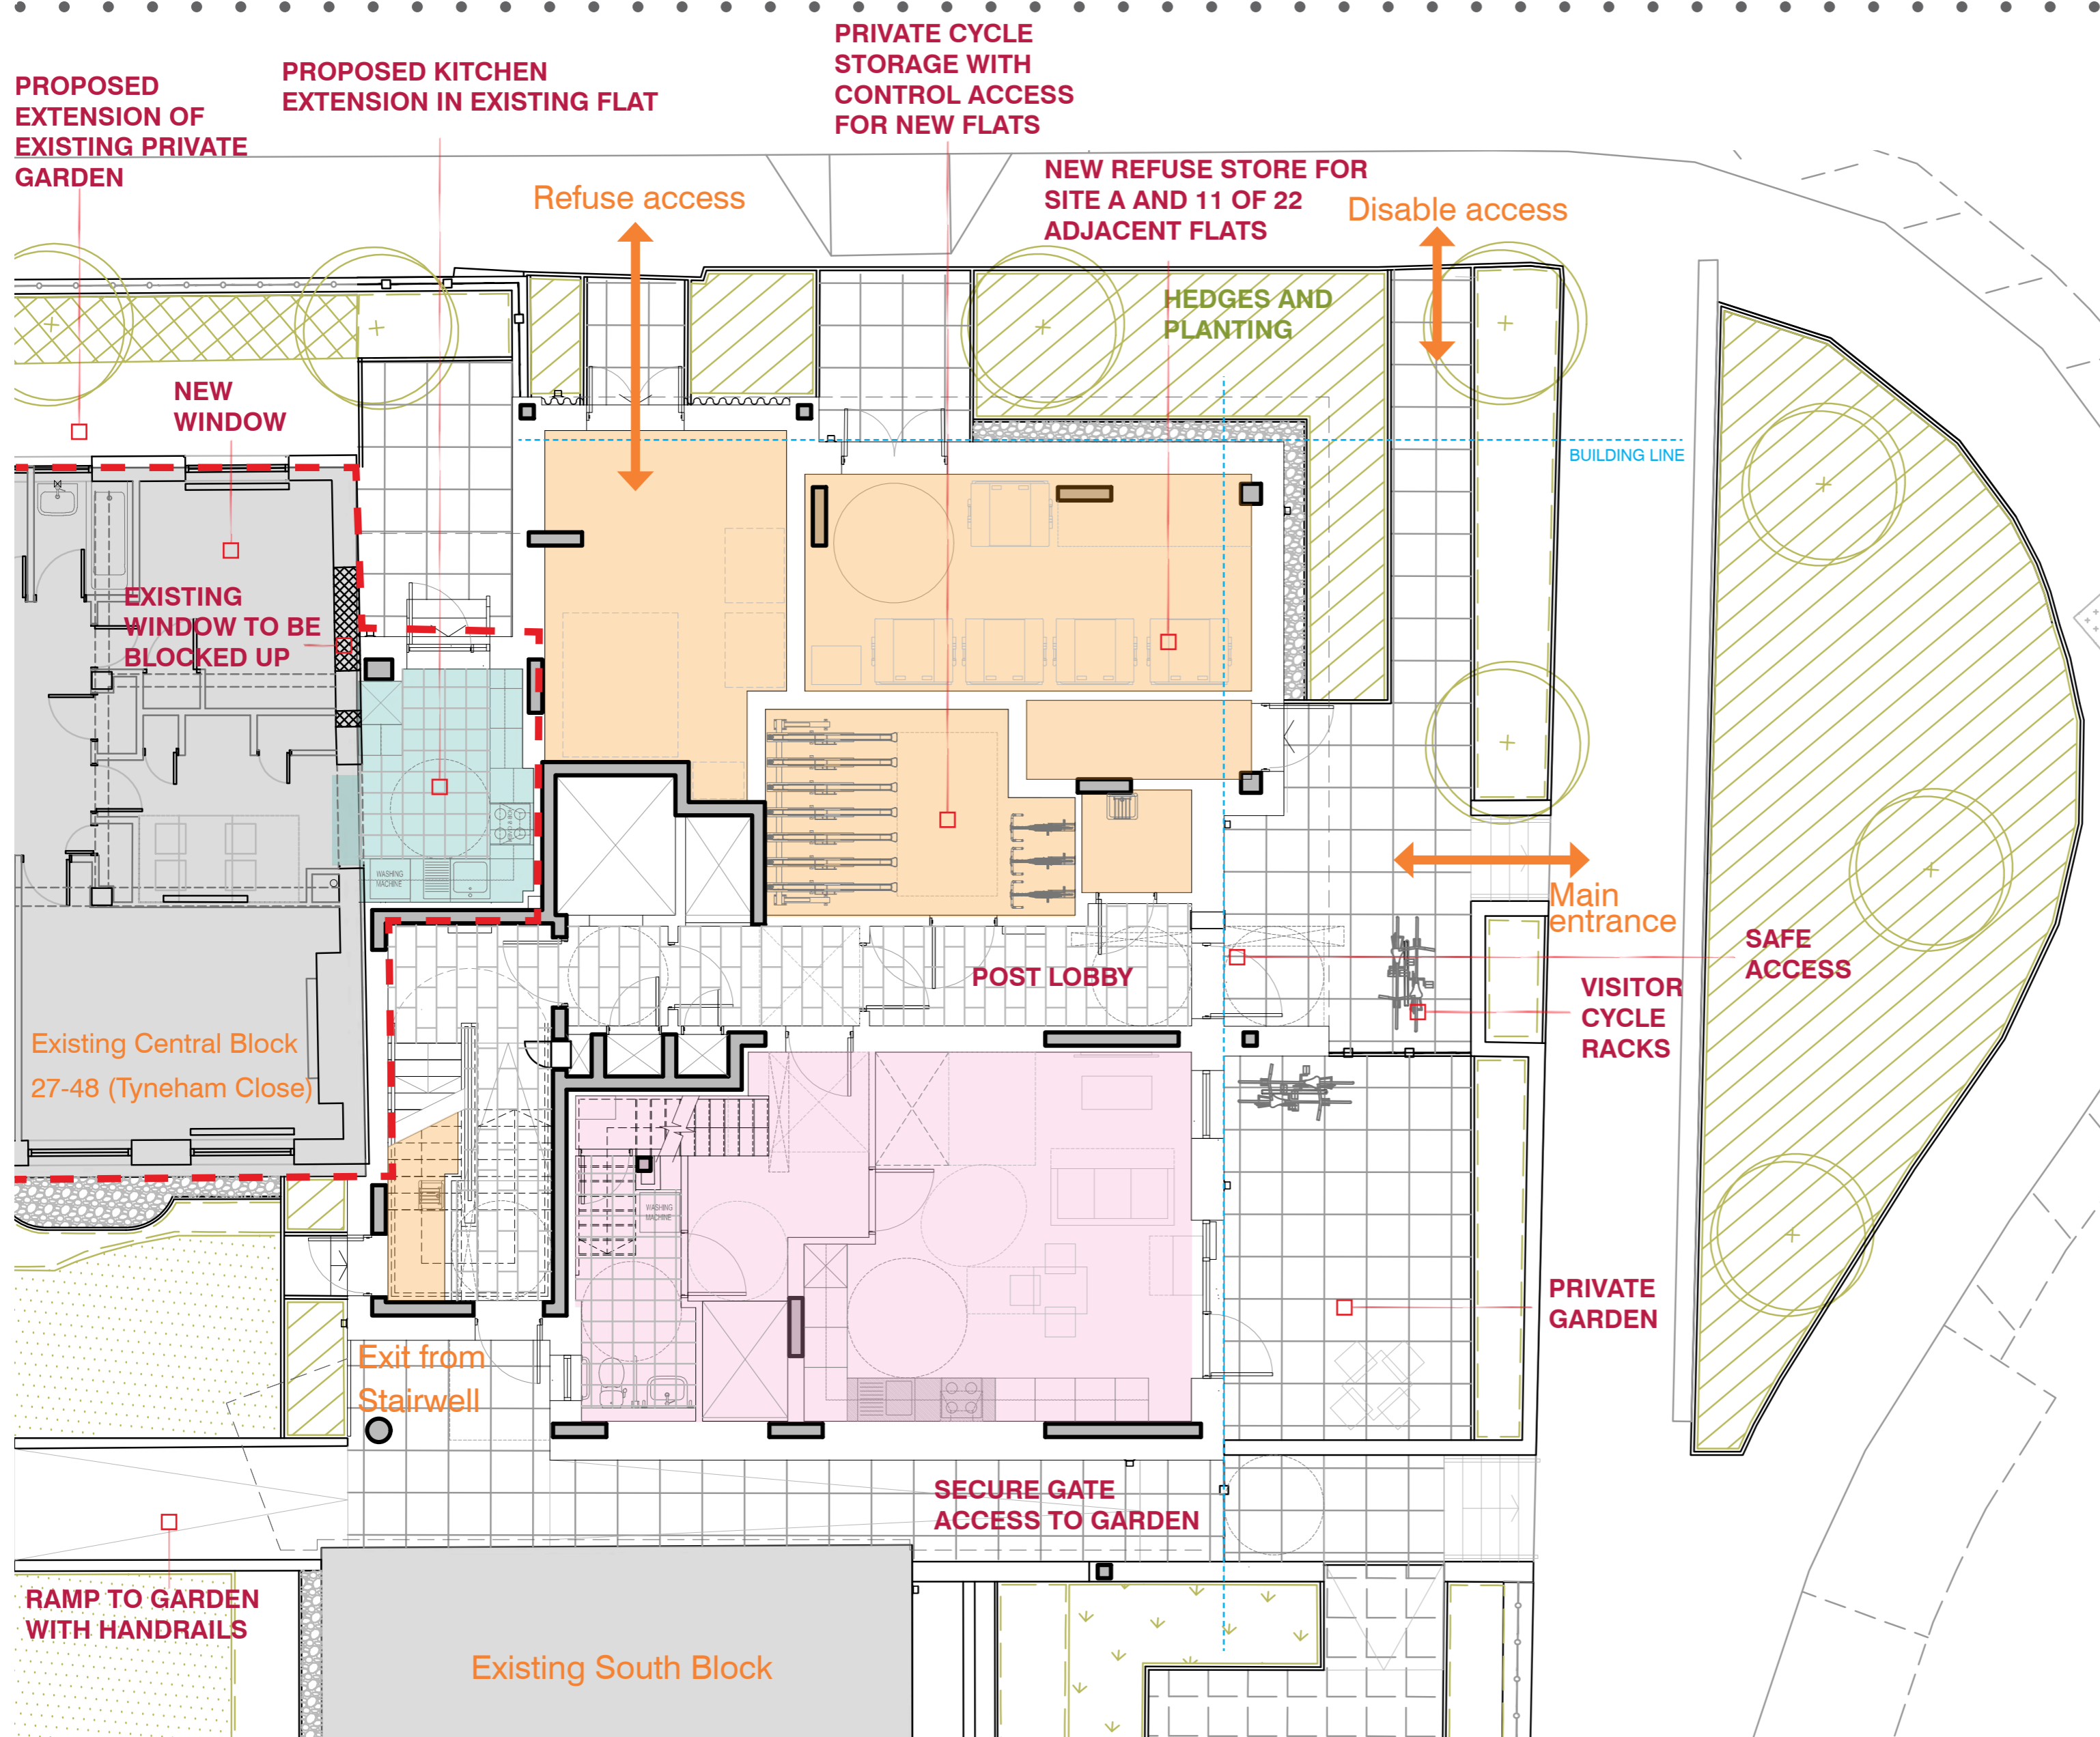 PRIVATE CYCLE
STORAGE WITH
CONTROL ACCESS
FOR NEW FLATS
PROPOSED KITCHEN
EXTENSION IN EXISTING FLAT
PROPOSED
EXTENSION OF
EXISTING PRIVATE
GARDEN
NEW REFUSE STORE FOR
SITE A AND 11 OF 22
ADJACENT FLATS
Refuse access
Disable access
HEDGES AND
PLANTING
NEW
WINDOW
BUILDING LINE
EXISTING
WINDOW TO BE
BLOCKED UP
WASHING
MACHINE
Main
entrance
SAFE
ACCESS
POST LOBBY
VISITOR
CYCLE
RACKS
Existing Central Block
27-48 (Tyneham Close)
WASHING
MACHINE
PRIVATE
GARDEN
Exit from
Stairwell
SECURE GATE
ACCESS TO GARDEN
RAMP TO GARDEN
WITH HANDRAILS
Existing South Block